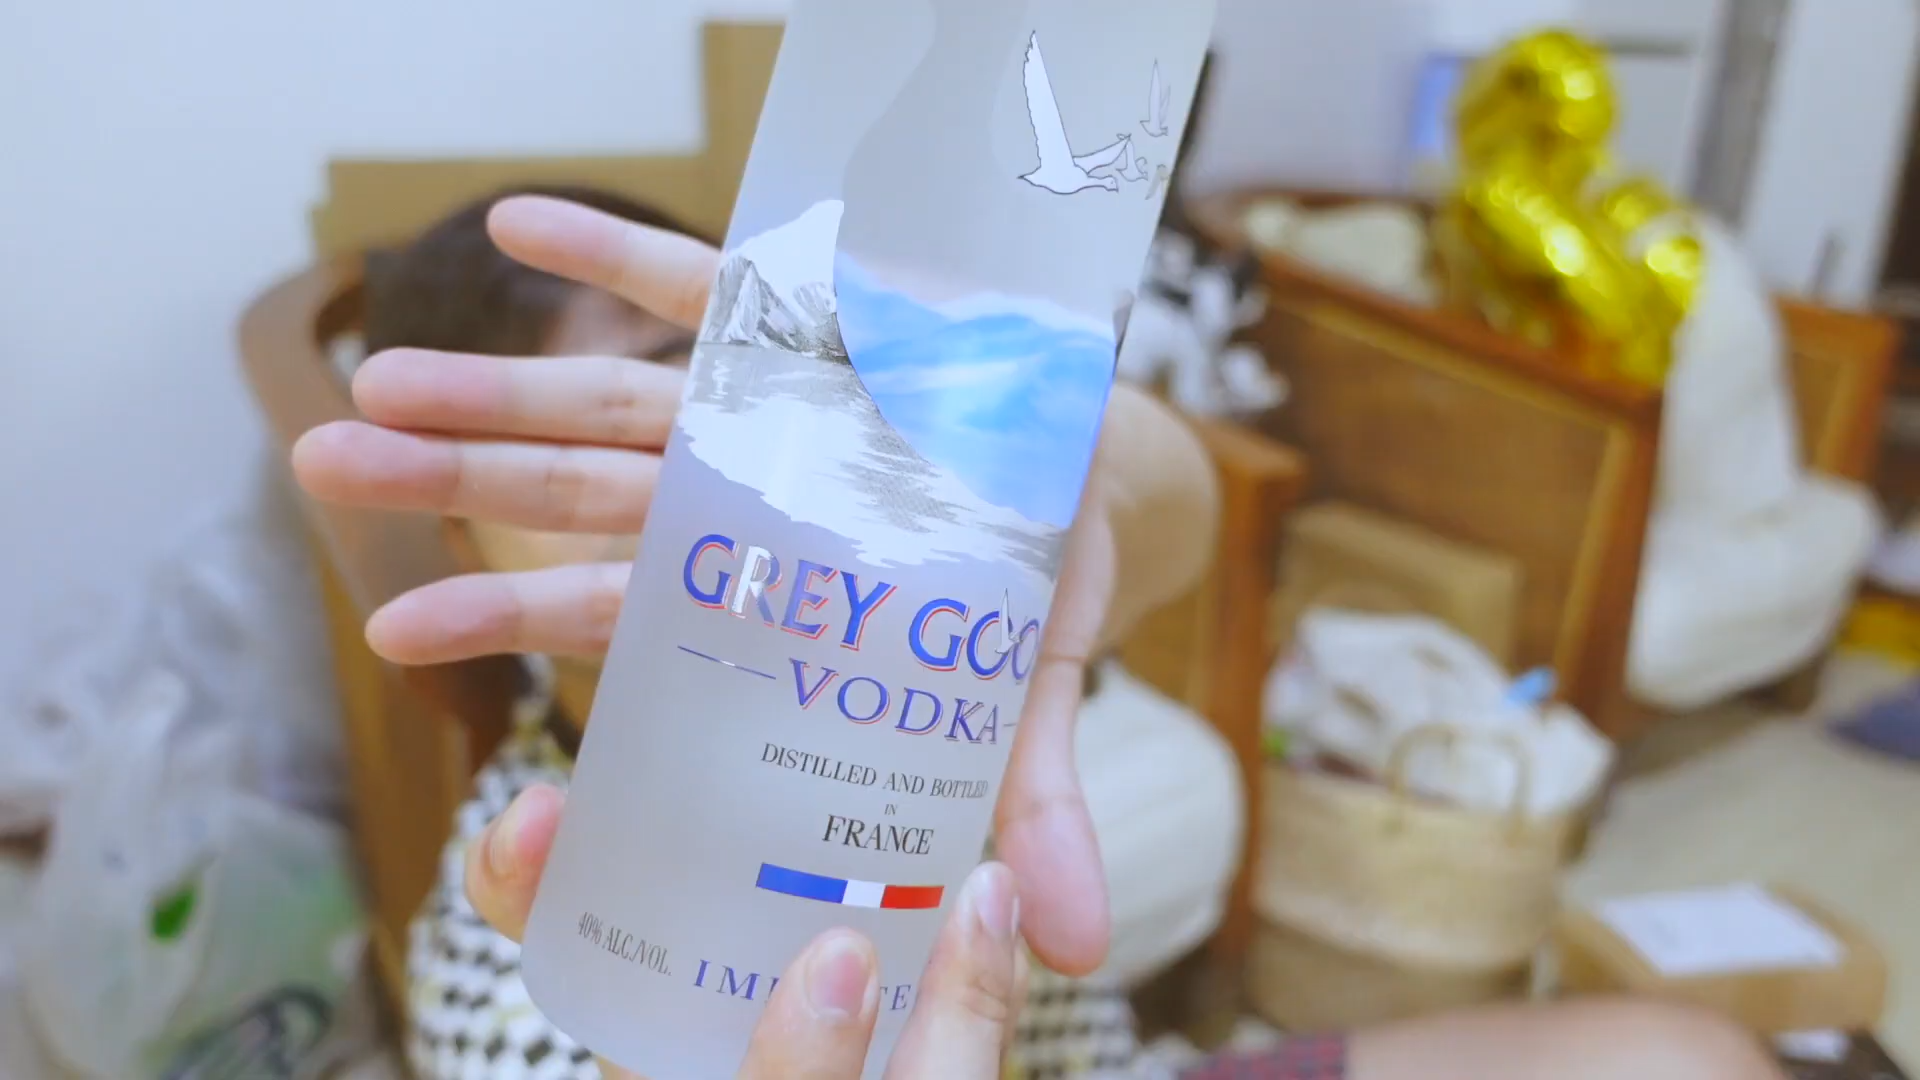 GREY GOO
VODKA
DISTILLED AND BOTTLED
IN
FRANCE
40% ALC./VOL.